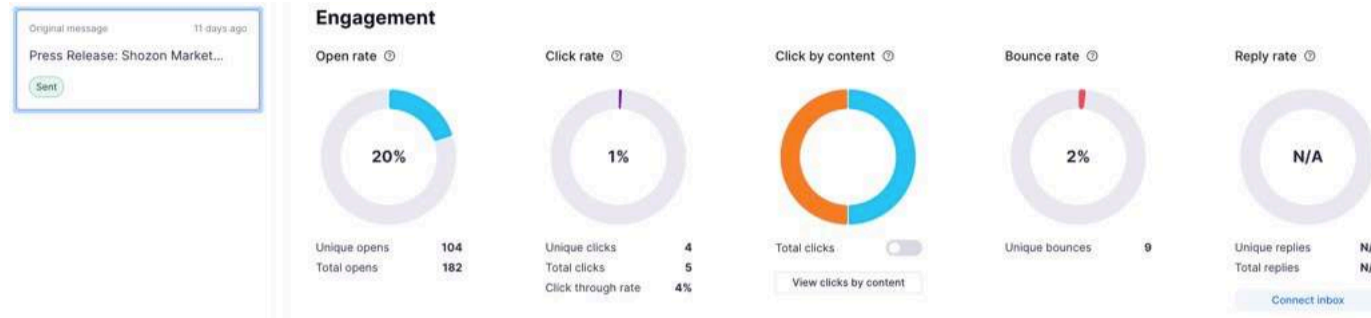 Original message 11 days ago
Press Release: Shozon Market...
Sent
Engagement
Open rate
20%
Unique opens 104
Total opens 182
Click rate
1%
Unique clicks 4
Total clicks 5
Click through rate 4%
Click by content
Total clicks
View clicks by content
Bounce rate
2%
Unique bounces 9
Reply rate
N/A
Unique replies
Total replies
Connect inbox